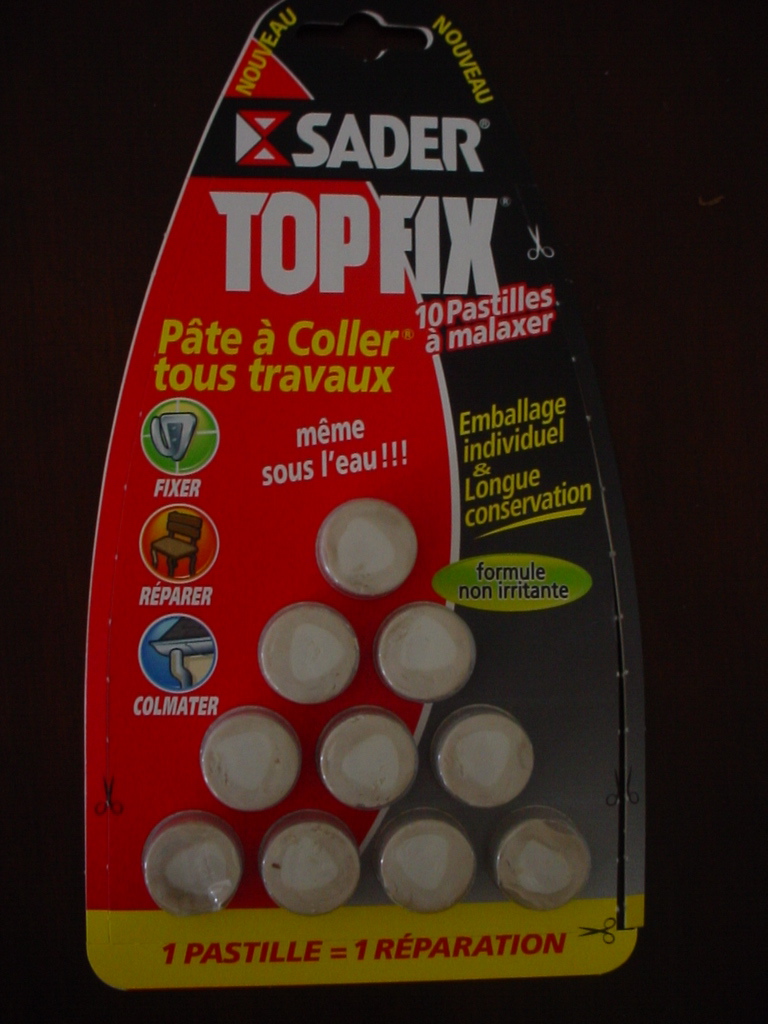 NOUVEAU
NOUVEAU
SADER®
TOPFIX®
10 Pastilles
à malaxer
Pâte à Coller®
tous travaux
même
sous l'eau!!!
Emballage
individuel
&
Longue
conservation
FIXER
formule
non irritante
RÉPARER
COLMATER
1 PASTILLE = 1 RÉPARATION